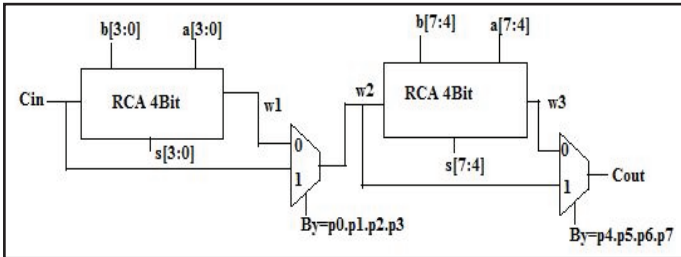 b[3:0] a[3:0]
b[7:4] a[7:4]
Cin
RCA 4Bit
w1
w2
RCA 4Bit
w3
s[3:0]
0
1
s[7:4]
0
1
Cout
By=p0.p1.p2.p3
By=p4.p5.p6.p7